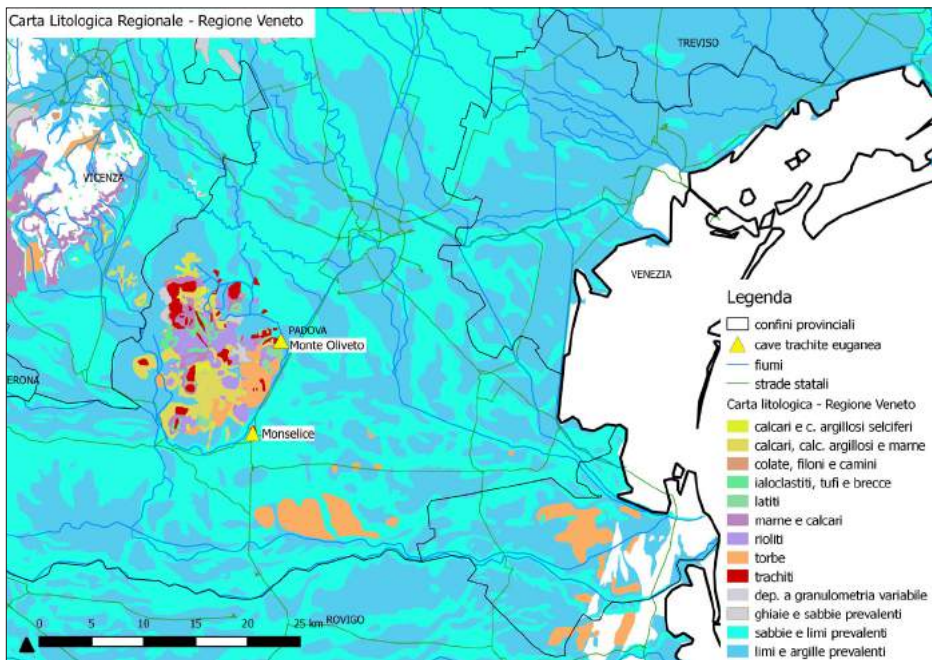 Carta Litologica Regionale - Regione Veneto
TREVISO
VICENZA
VENEZIA
PADOVA
Monte Oliveto
ERONA
Monselice
ROVIGO
0 5 10 15 20 25 km
Legenda
confini provinciali
cave trachite euganea
fiumi
strade statali
Carta litologica - Regione Veneto
calcari e c. argillosi selciferi
calcari, calc. argillosi e marne
colate, filoni e camini
ialoclastiti, tufi e brecce
latiti
marne e calcari
rioliti
torbe
trachiti
dep. a granulometria variabile
ghiaie e sabbie prevalenti
sabbie e limi prevalenti
limi e argille prevalenti